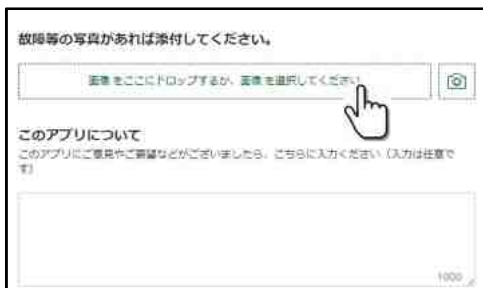 故障等の写真があれば添付してください。
画像をここにドロップするか、画像を選択してください
このアプリについて
このアプリにご意見やご要望などがございましたら、こちらに入力ください（入力は任意で
す）
1000